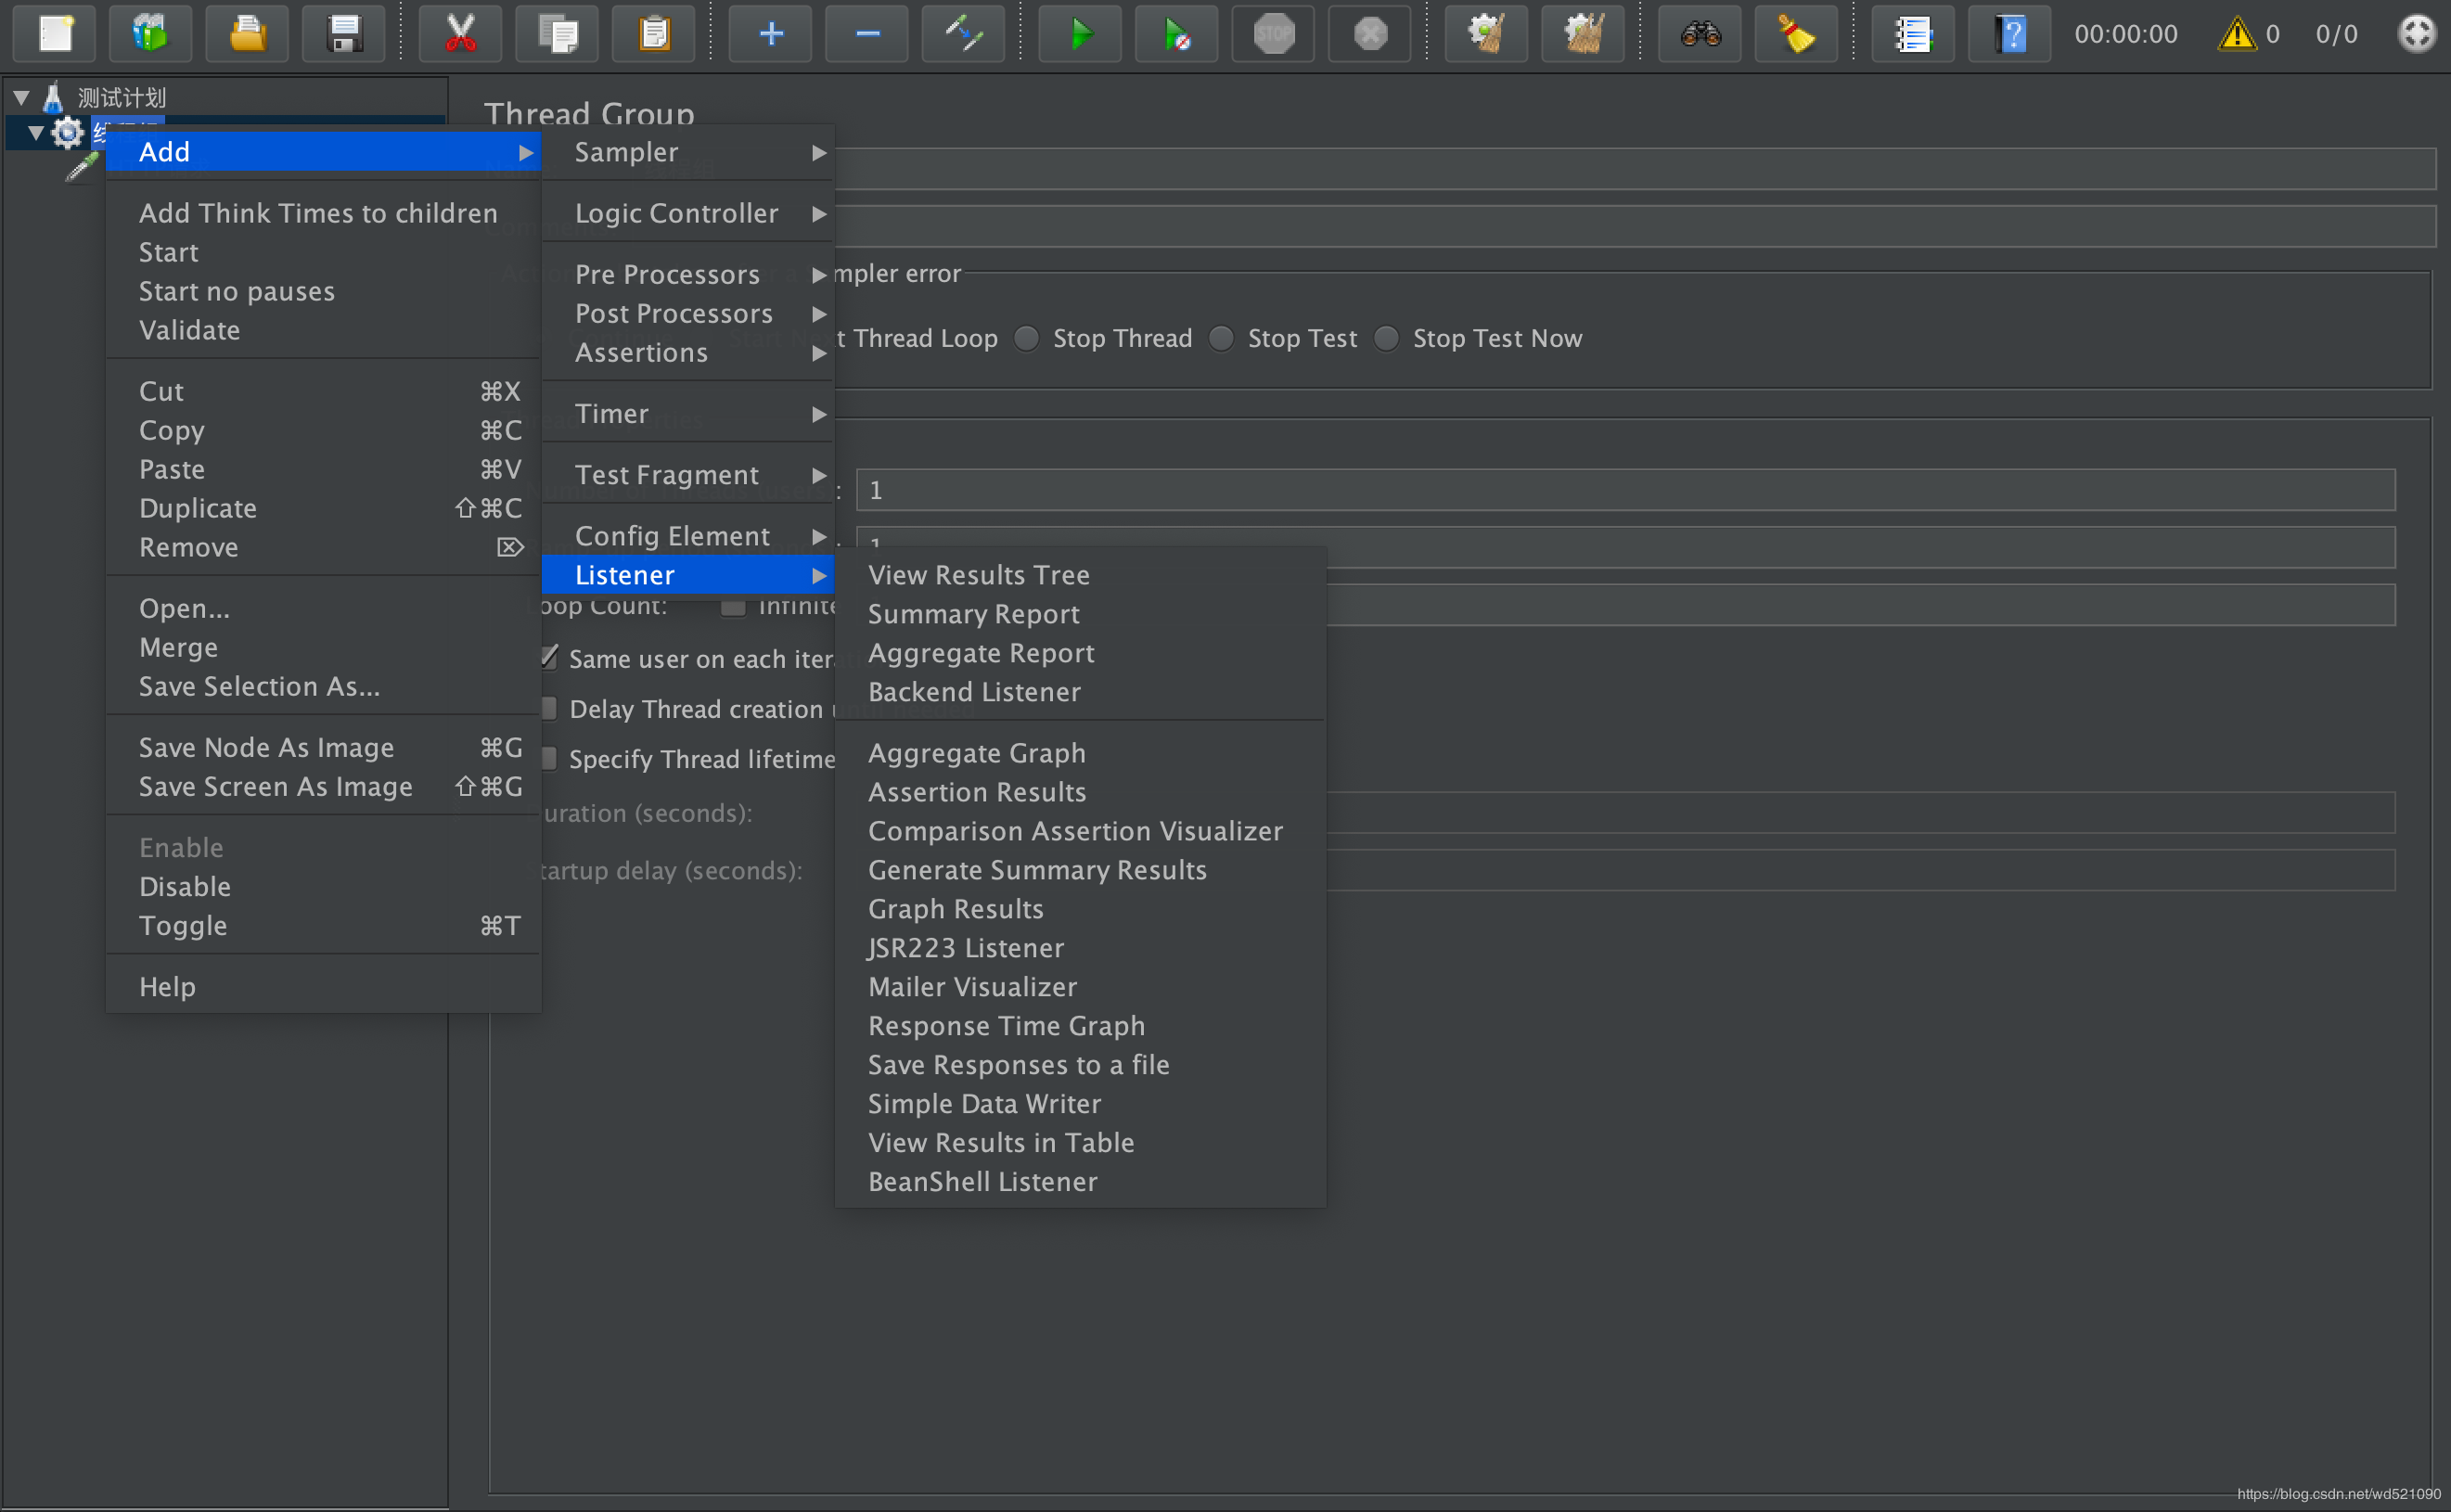 STOP
00:00:00
0
0/0
测试计划
Thread Group
Add
Add Think Times to children
Start
Start no pauses
Validate
Cut ⌘X
Copy ⌘C
Paste ⌘V
Duplicate ⇧⌘C
Remove ⌦
Open...
Merge
Save Selection As...
Save Node As Image ⌘G
Save Screen As Image ⇧⌘G
Enable
Disable
Toggle ⌘T
Help
Sampler
Logic Controller
Pre Processors
Post Processors
Assertions
Timer
Test Fragment
Config Element
Listener
View Results Tree
Summary Report
Aggregate Report
Backend Listener
Aggregate Graph
Assertion Results
Comparison Assertion Visualizer
Generate Summary Results
Graph Results
JSR223 Listener
Mailer Visualizer
Response Time Graph
Save Responses to a file
Simple Data Writer
View Results in Table
BeanShell Listener
error
Thread Loop Stop Thread Stop Test Stop Test Now
1
1
Count: Infinite
Same user on each
Delay Thread creation until needed
Specify Thread lifetime
(seconds):
delay (seconds):
https://blog.csdn.net/wd521090